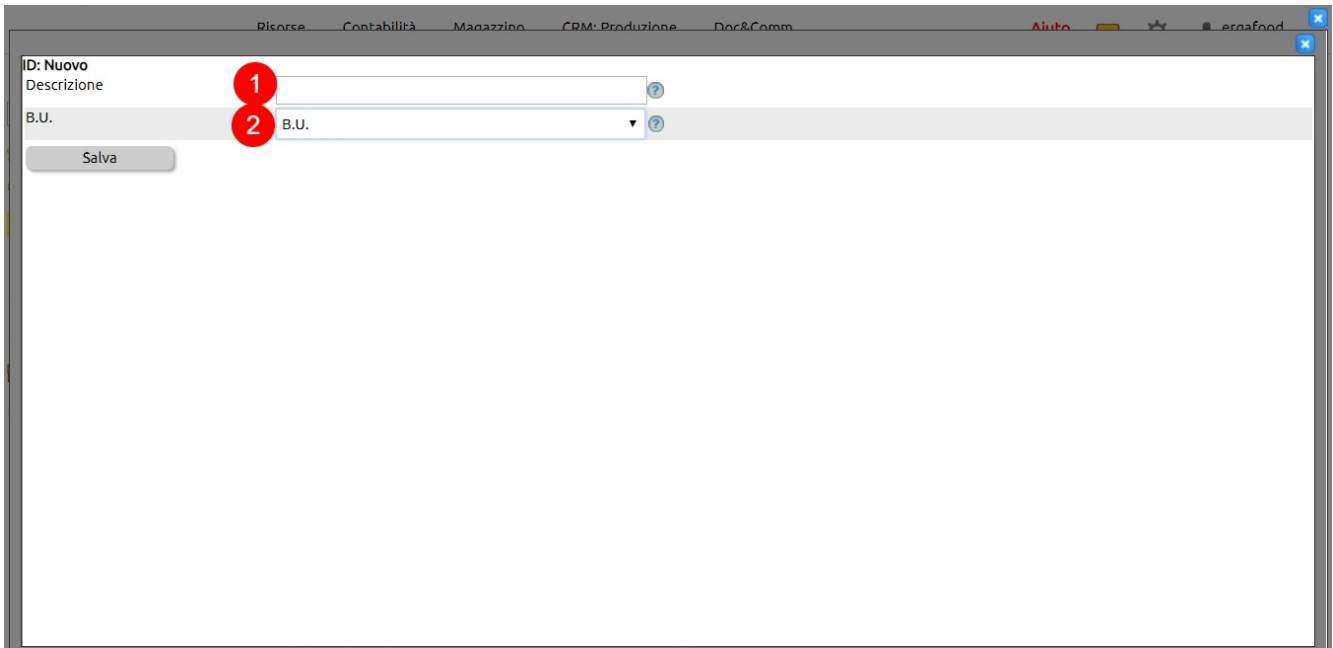 Risorse Contabilità Magazzino CRM: Produzione Doc&Comm Aiuto ergafood
ID: Nuovo
Descrizione 1 ?
B.U. 2 B.U. ?
Salva